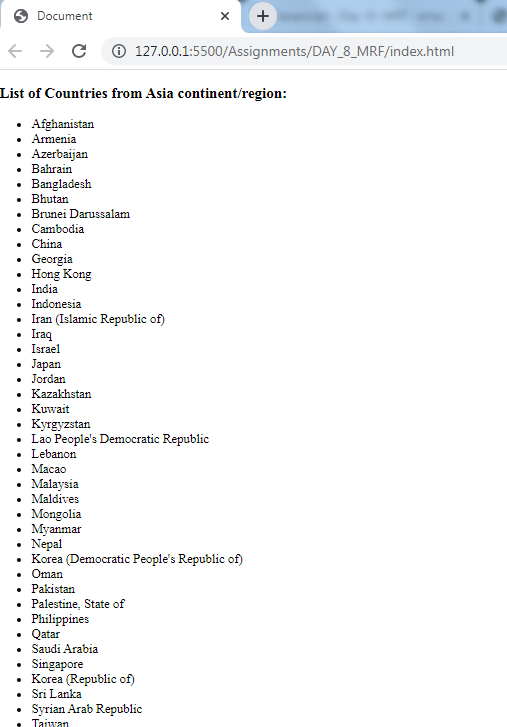 Document
127.0.0.1:5500/Assignments/DAY_8_MRF/index.html
List of Countries from Asia continent/region:
Afghanistan
Armenia
Azerbaijan
Bahrain
Bangladesh
Bhutan
Brunei Darussalam
Cambodia
China
Georgia
Hong Kong
India
Indonesia
Iran (Islamic Republic of)
Iraq
Israel
Japan
Jordan
Kazakhstan
Kuwait
Kyrgyzstan
Lao People's Democratic Republic
Lebanon
Macao
Malaysia
Maldives
Mongolia
Myanmar
Nepal
Korea (Democratic People's Republic of)
Oman
Pakistan
Palestine, State of
Philippines
Qatar
Saudi Arabia
Singapore
Korea (Republic of)
Sri Lanka
Syrian Arab Republic
Taiwan